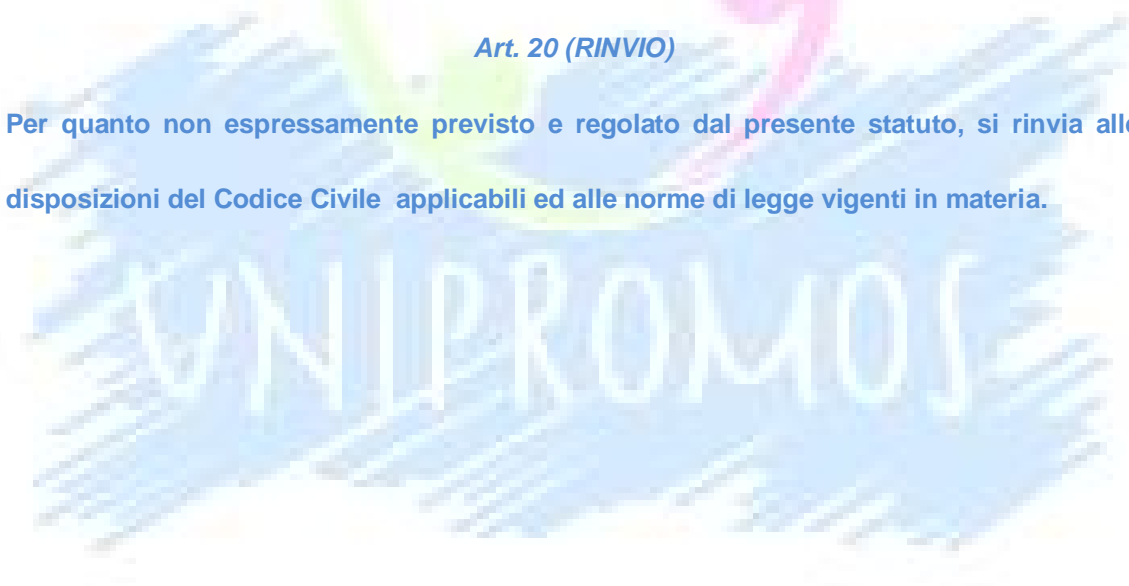 Art. 20 (RINVIO)
Per quanto non espressamente previsto e regolato dal presente statuto, si rinvia alle
disposizioni del Codice Civile applicabili ed alle norme di legge vigenti in materia.
UNIPROMOS